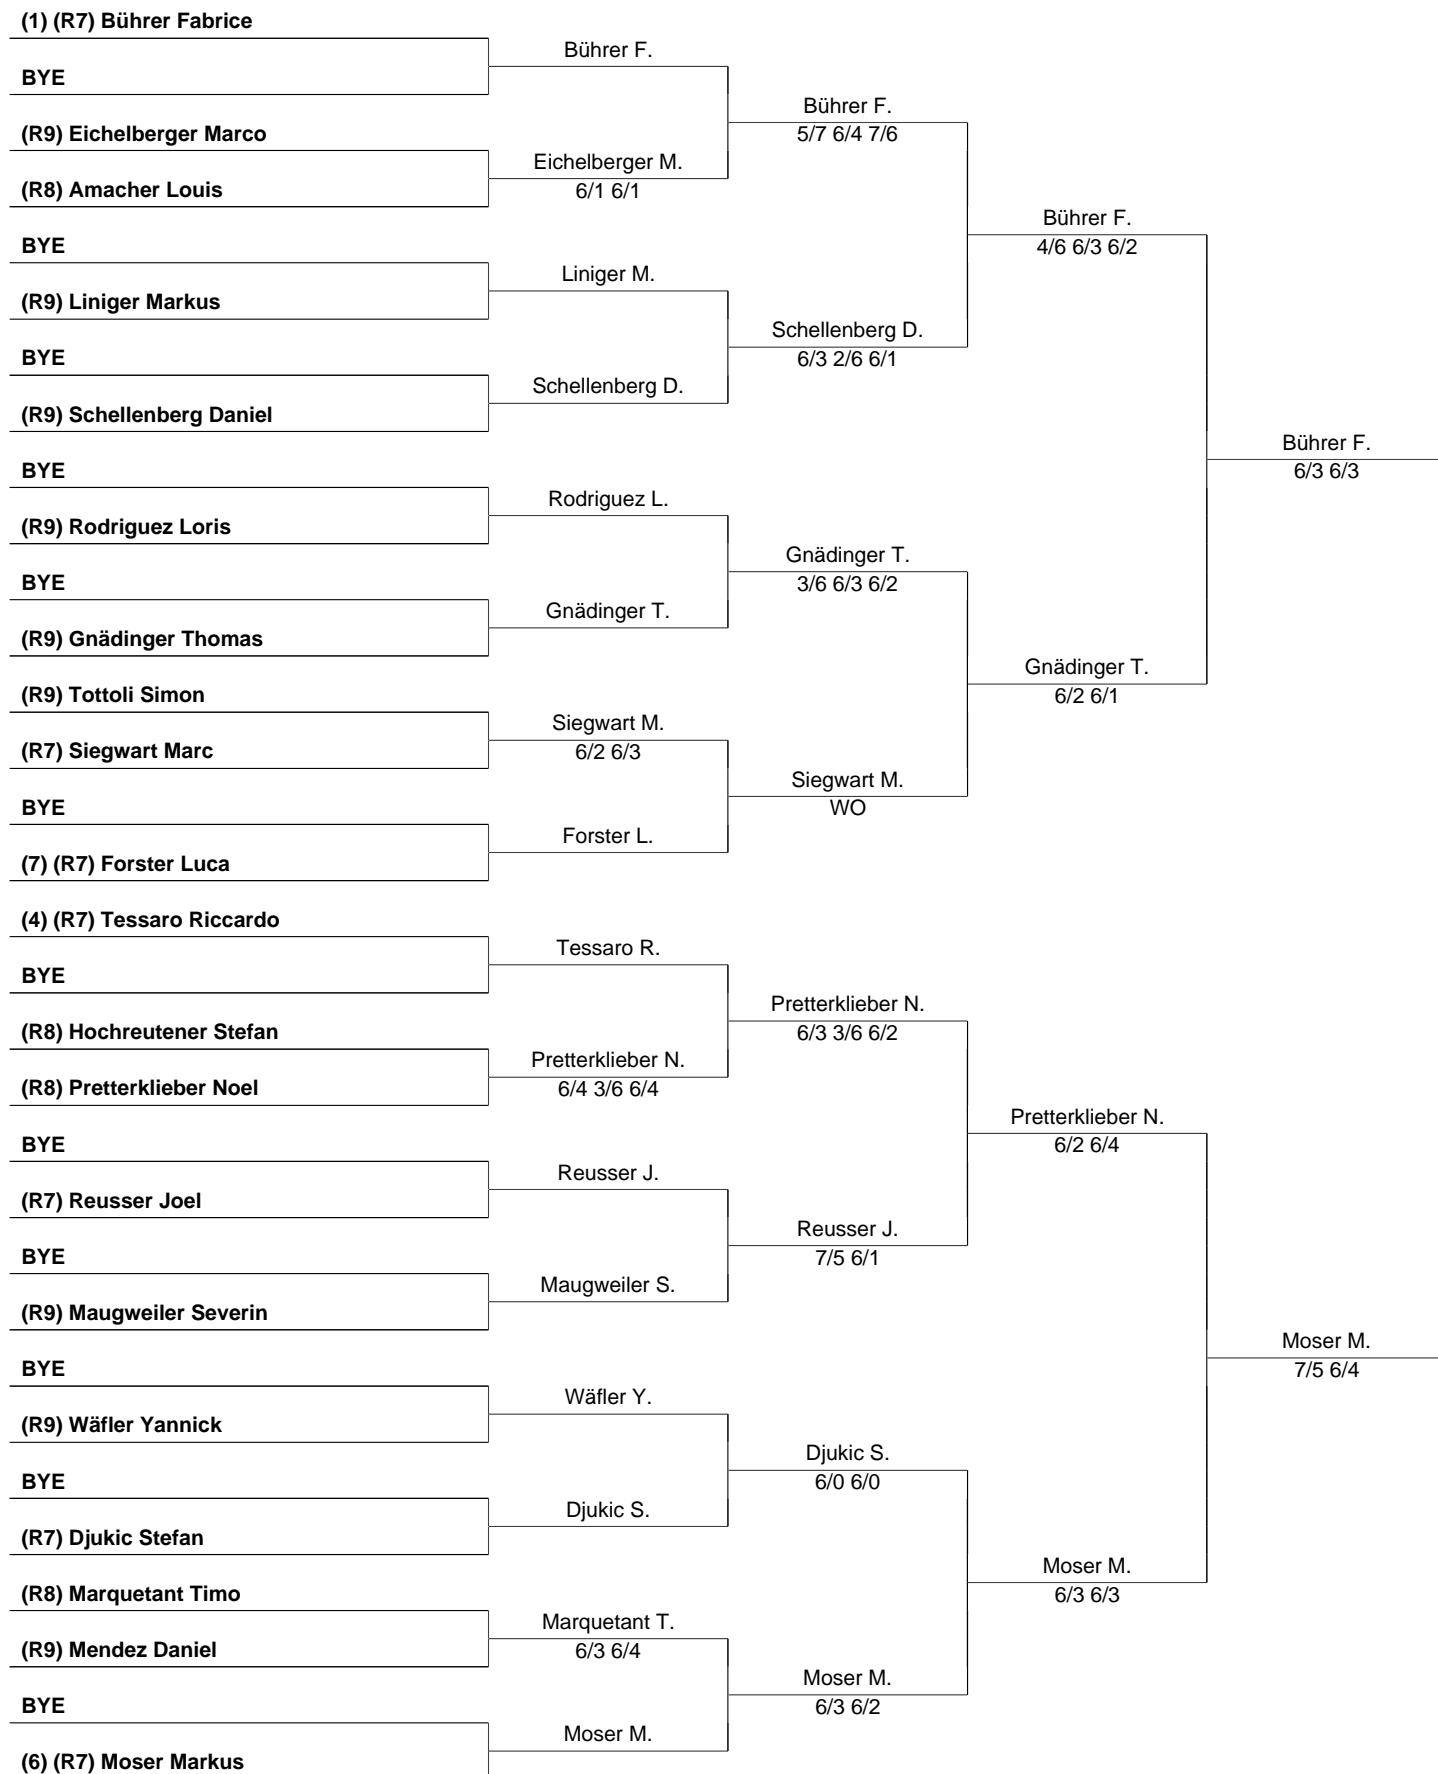 (1) (R7) Bührer Fabrice
Bührer F.
BYE
Bührer F.
5/7 6/4 7/6
(R9) Eichelberger Marco
Eichelberger M.
6/1 6/1
(R8) Amacher Louis
Bührer F.
4/6 6/3 6/2
BYE
Liniger M.
(R9) Liniger Markus
Schellenberg D.
6/3 2/6 6/1
BYE
Schellenberg D.
(R9) Schellenberg Daniel
Bührer F.
6/3 6/3
BYE
Rodriguez L.
(R9) Rodriguez Loris
Gnädinger T.
3/6 6/3 6/2
BYE
Gnädinger T.
(R9) Gnädinger Thomas
Gnädinger T.
6/2 6/1
(R9) Tottoli Simon
Siegwart M.
6/2 6/3
(R7) Siegwart Marc
Siegwart M.
WO
BYE
Forster L.
(7) (R7) Forster Luca
(4) (R7) Tessaro Riccardo
Tessaro R.
BYE
Pretterklieber N.
6/3 3/6 6/2
(R8) Hochreutener Stefan
Pretterklieber N.
6/4 3/6 6/4
(R8) Pretterklieber Noel
Pretterklieber N.
6/2 6/4
BYE
Reusser J.
(R7) Reusser Joel
Reusser J.
7/5 6/1
BYE
Maugweiler S.
(R9) Maugweiler Severin
Moser M.
7/5 6/4
BYE
Wäfler Y.
(R9) Wäfler Yannick
Djukic S.
6/0 6/0
BYE
Djukic S.
(R7) Djukic Stefan
Moser M.
6/3 6/3
(R8) Marquetant Timo
Marquetant T.
6/3 6/4
(R9) Mendez Daniel
Moser M.
6/3 6/2
BYE
Moser M.
(6) (R7) Moser Markus